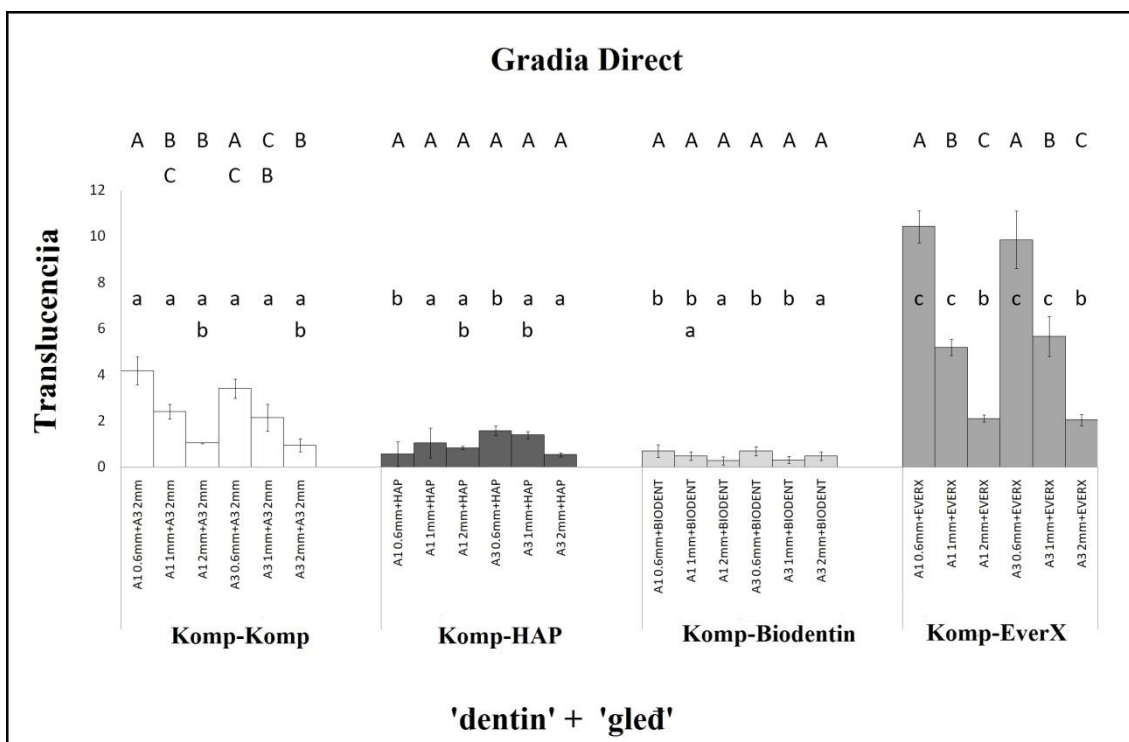 Gradia Direct
A B B A C B A A A A A A A A A A A A A B C A B C
C C B
Translucencija
12
10
8
6
4
2
0
a a a a a a b a a b a a b b a b b a c c b c c b
b b b b a
A1 0.6mm+A3 2mm
A1 1mm+A3 2mm
A1 2mm+A3 2mm
A3 0.6mm+A3 2mm
A3 1mm+A3 2mm
A3 2mm+A3 2mm
A1 0.6mm+HAP
A1 1mm+HAP
A1 2mm+HAP
A3 0.6mm+HAP
A3 1mm+HAP
A3 2mm+HAP
A1 0.6mm+BIODENT
A1 1mm+BIODENT
A1 2mm+BIODENT
A3 0.6mm+BIODENT
A3 1mm+BIODENT
A3 2mm+BIODENT
A1 0.6mm+EVERX
A1 1mm+EVERX
A1 2mm+EVERX
A3 0.6mm+EVERX
A3 1mm+EVERX
A3 2mm+EVERX
Komp-Komp Komp-HAP Komp-Biodentin Komp-EverX
'dentin' + 'gleđ'